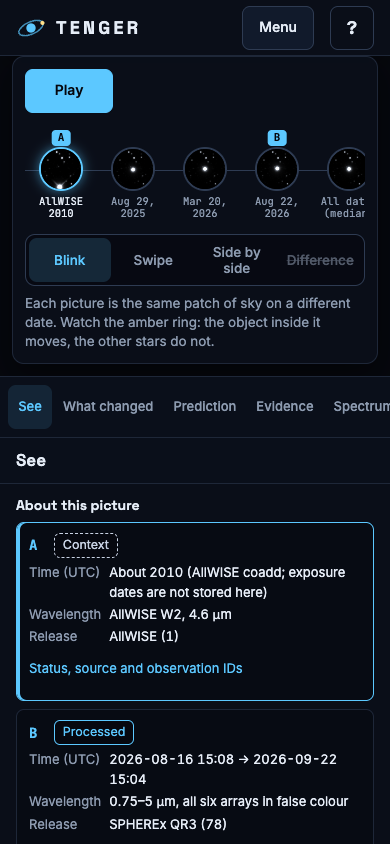 TENGER
Menu
?
Play
A
B
AllWISE
2010
Aug 29,
2025
Mar 20,
2026
Aug 22,
2026
All dat
(median
Blink
Swipe
Side by
side
Difference
Each picture is the same patch of sky on a different
date. Watch the amber ring: the object inside it
moves, the other stars do not.
See
What changed
Prediction
Evidence
Spectrum
See
About this picture
A
Context
Time (UTC) About 2010 (AllWISE coadd; exposure
dates are not stored here)
Wavelength AllWISE W2, 4.6 µm
Release AllWISE (1)
Status, source and observation IDs
B
Processed
Time (UTC) 2026-08-16 15:08 → 2026-09-22
15:04
Wavelength 0.75–5 µm, all six arrays in false colour
Release SPHEREx QR3 (78)